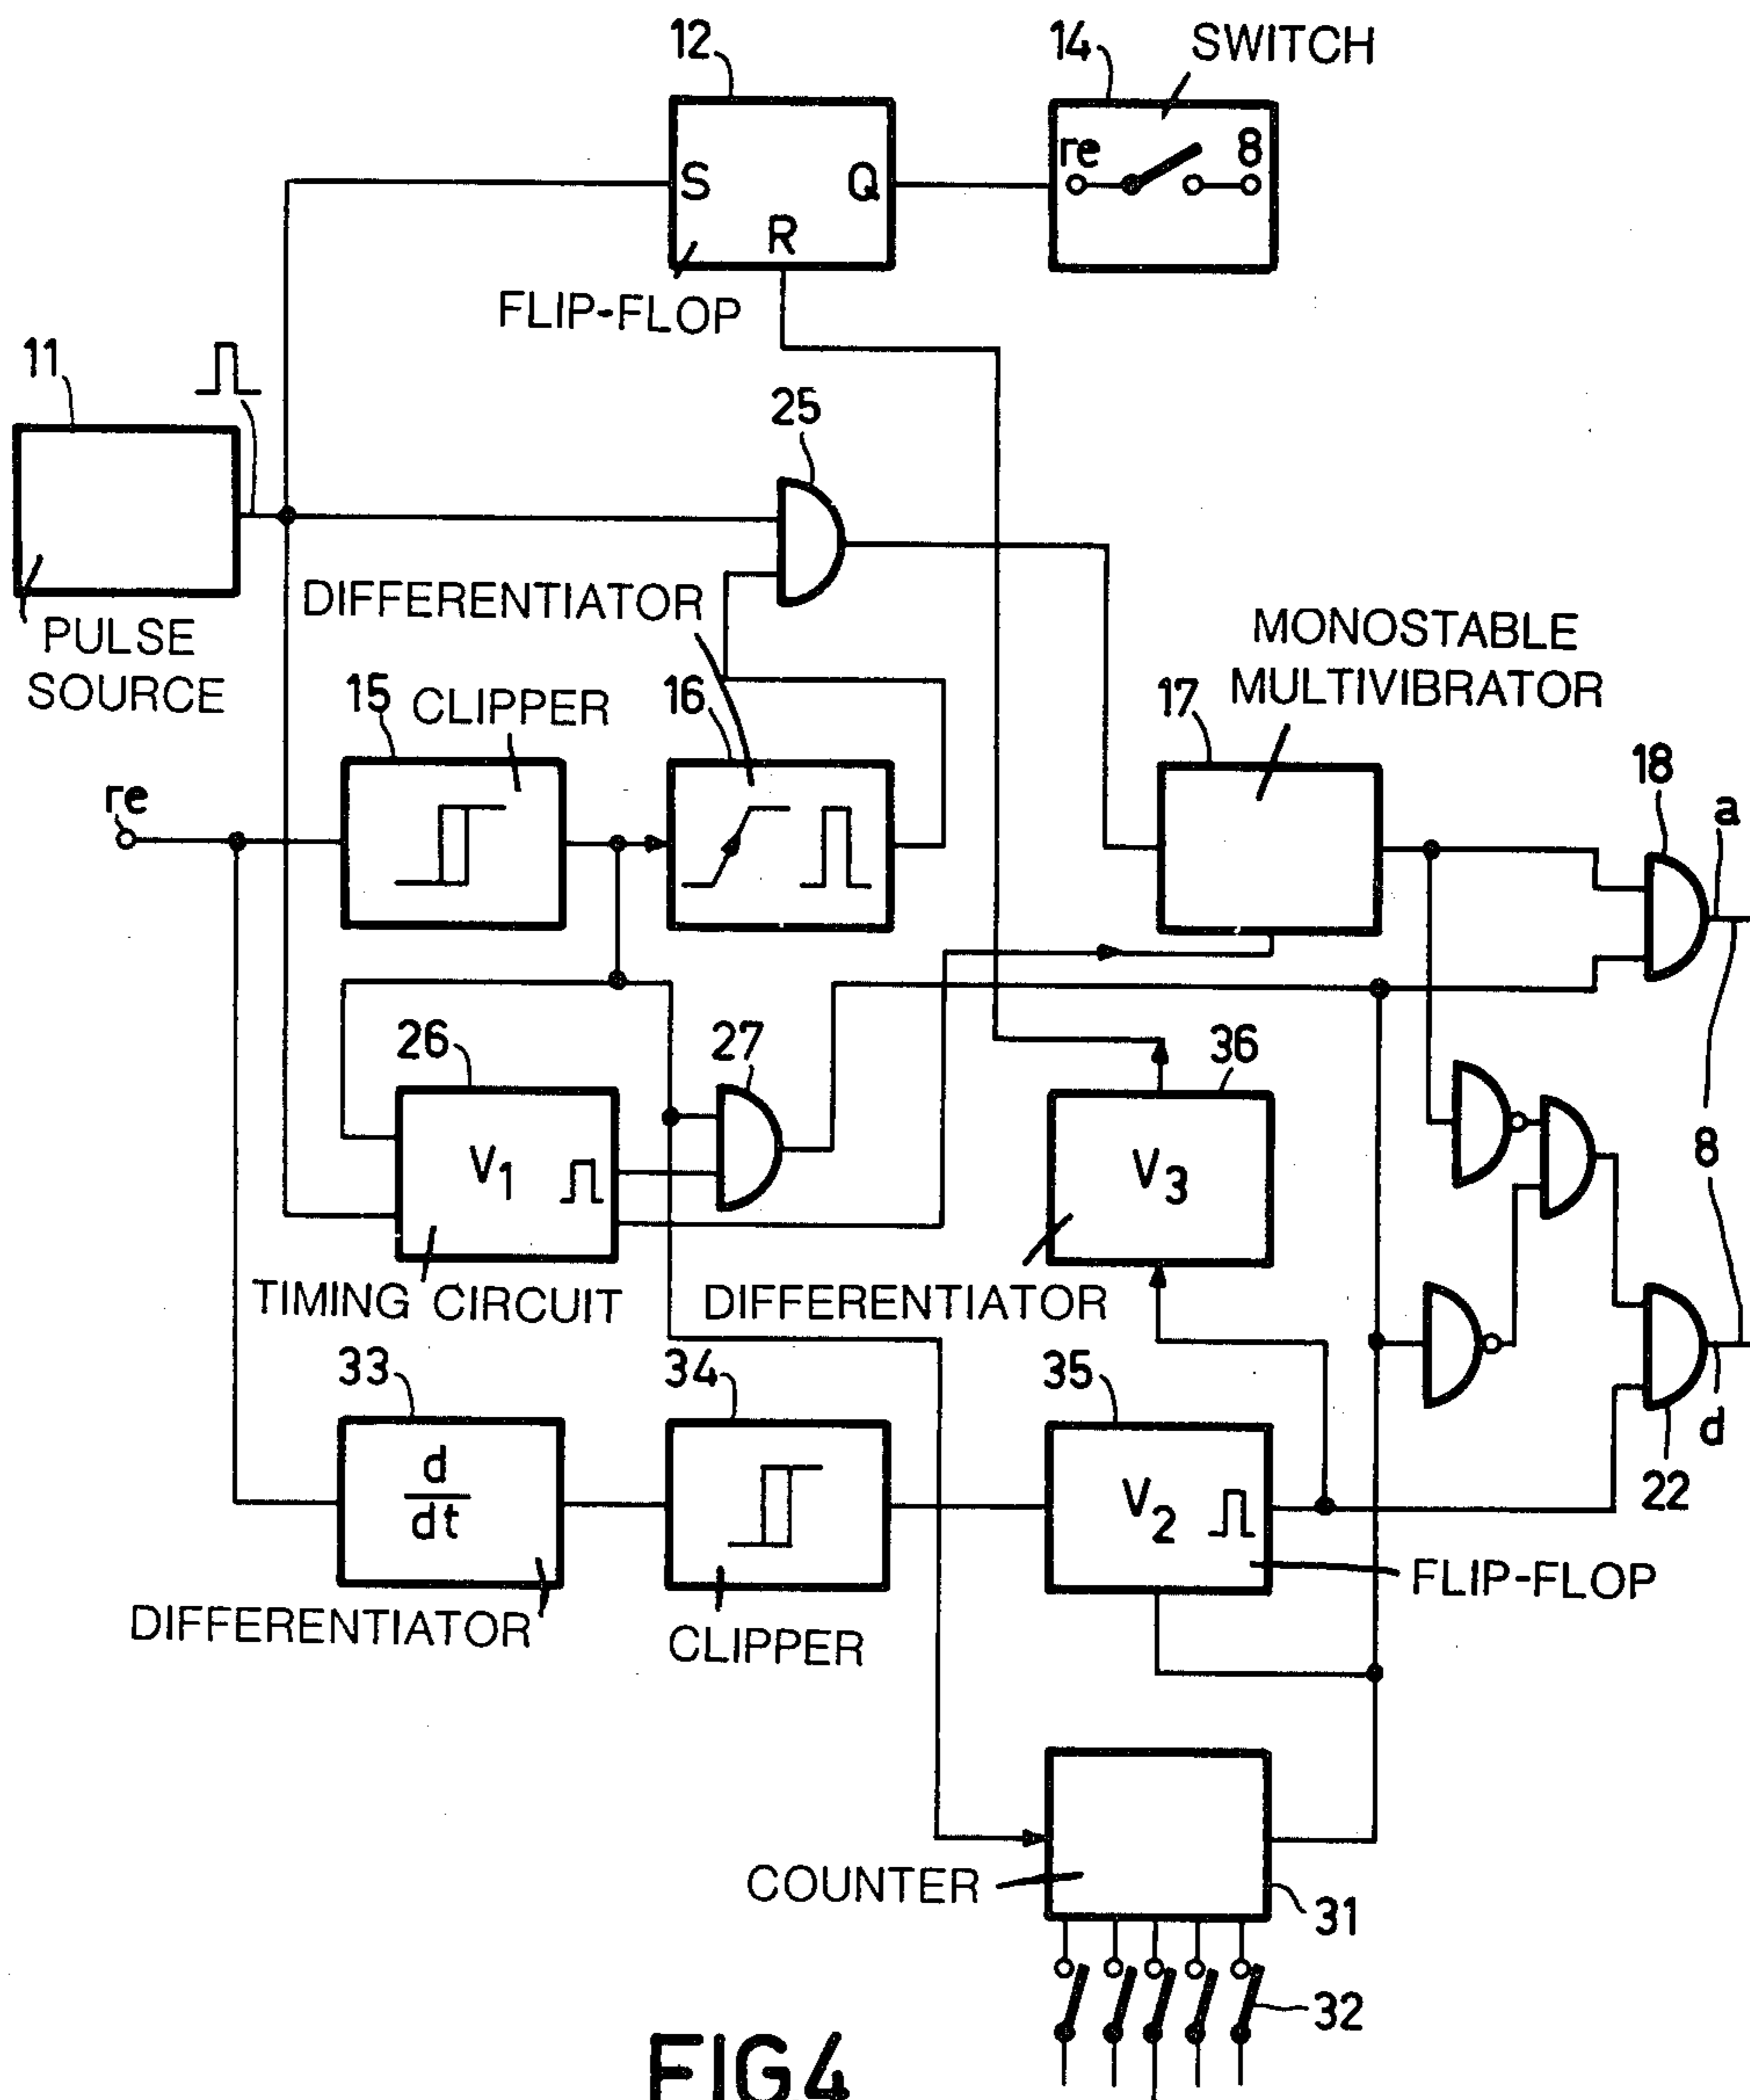 12
14
SWITCH
re
8
S
Q
R
FLIP-FLOP
11
25
DIFFERENTIATOR
PULSE
SOURCE
MONOSTABLE
MULTIVIBRATOR
15
CLIPPER
16
17
18
re
a
26
27
36
8
V1
V3
TIMING CIRCUIT
DIFFERENTIATOR
33
34
35
d
22
d
dt
V2
FLIP-FLOP
DIFFERENTIATOR
CLIPPER
COUNTER
31
32
FIG 4